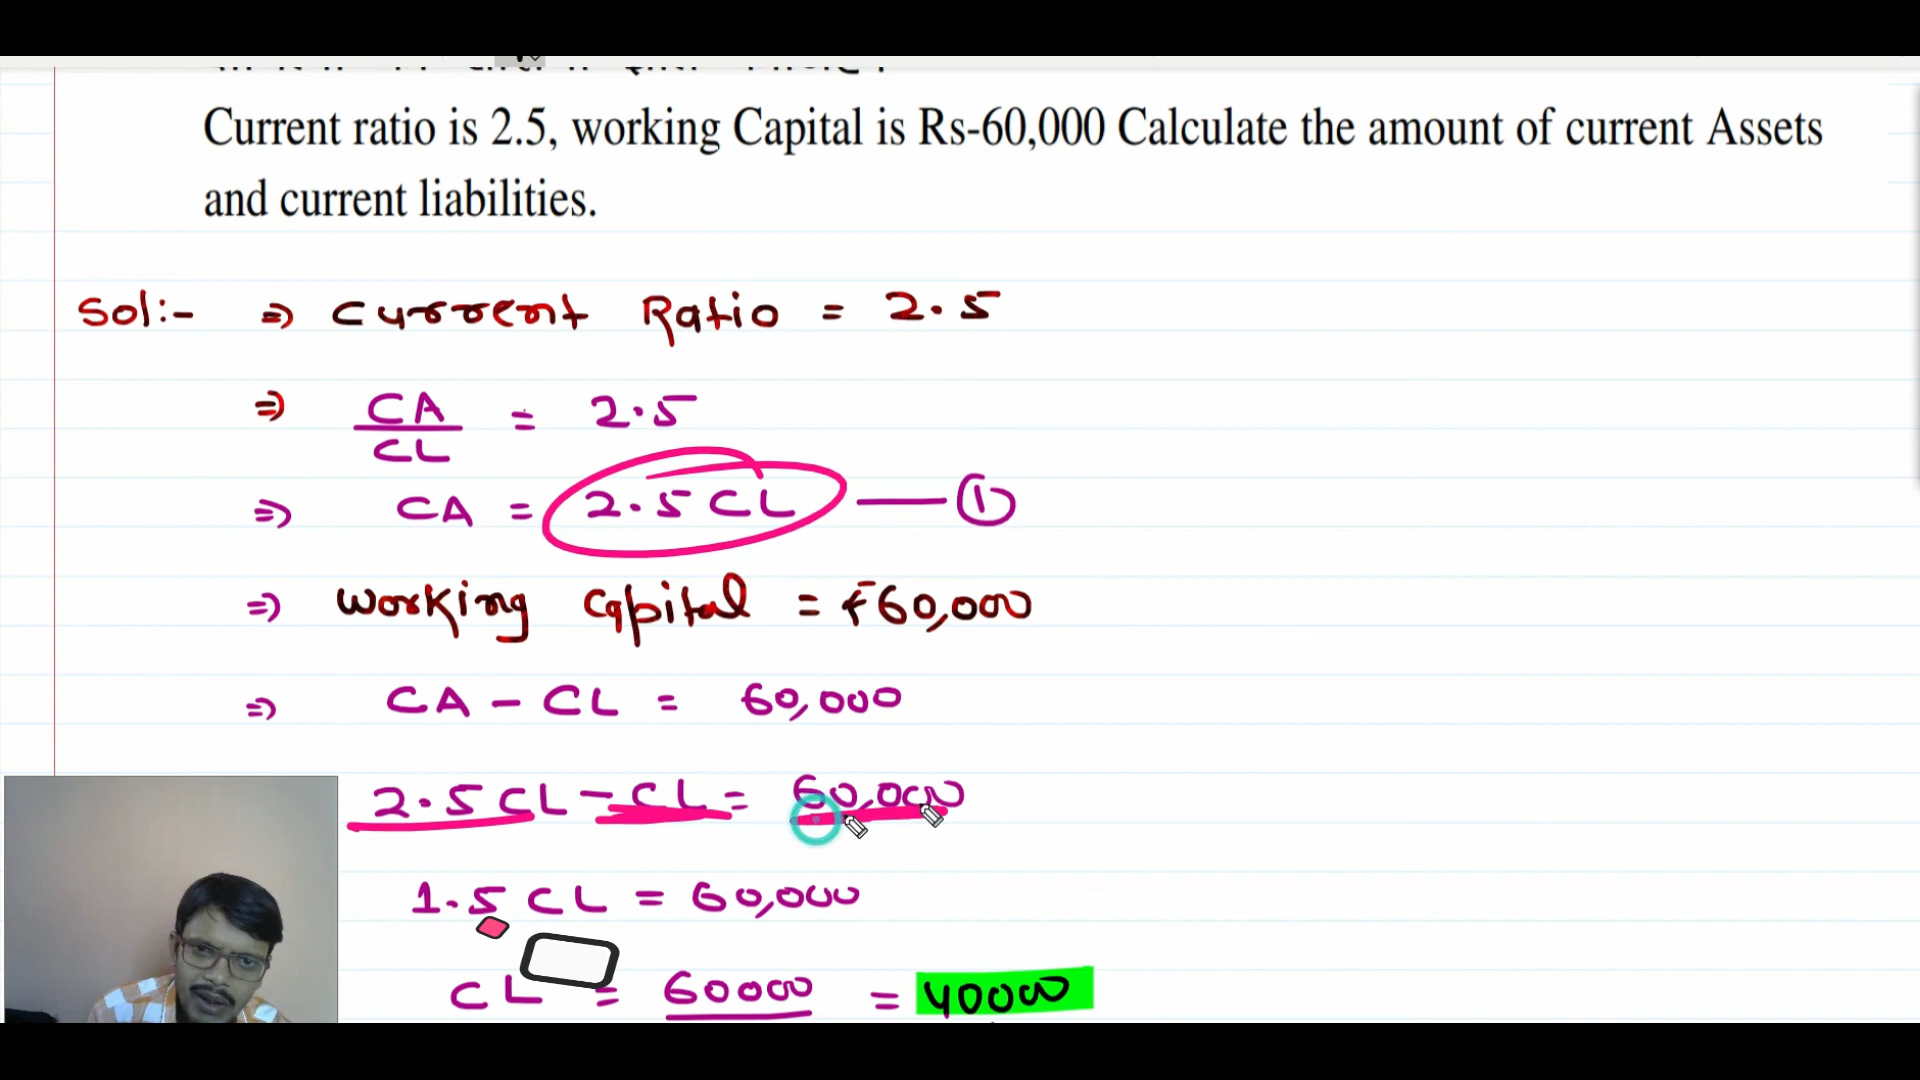 Current ratio is 2.5, working Capital is Rs-60,000 Calculate the amount of current Assets
and current liabilities.
Sol:- ⇒ Current Ratio = 2.5
⇒ CA/CL = 2.5
⇒ CA = 2.5 CL —— ①
⇒ Working Capital = ₹60,000
⇒ CA - CL = 60,000
2.5 CL - CL = 60,000
1.5 CL = 60,000
CL = 60000 = 40000